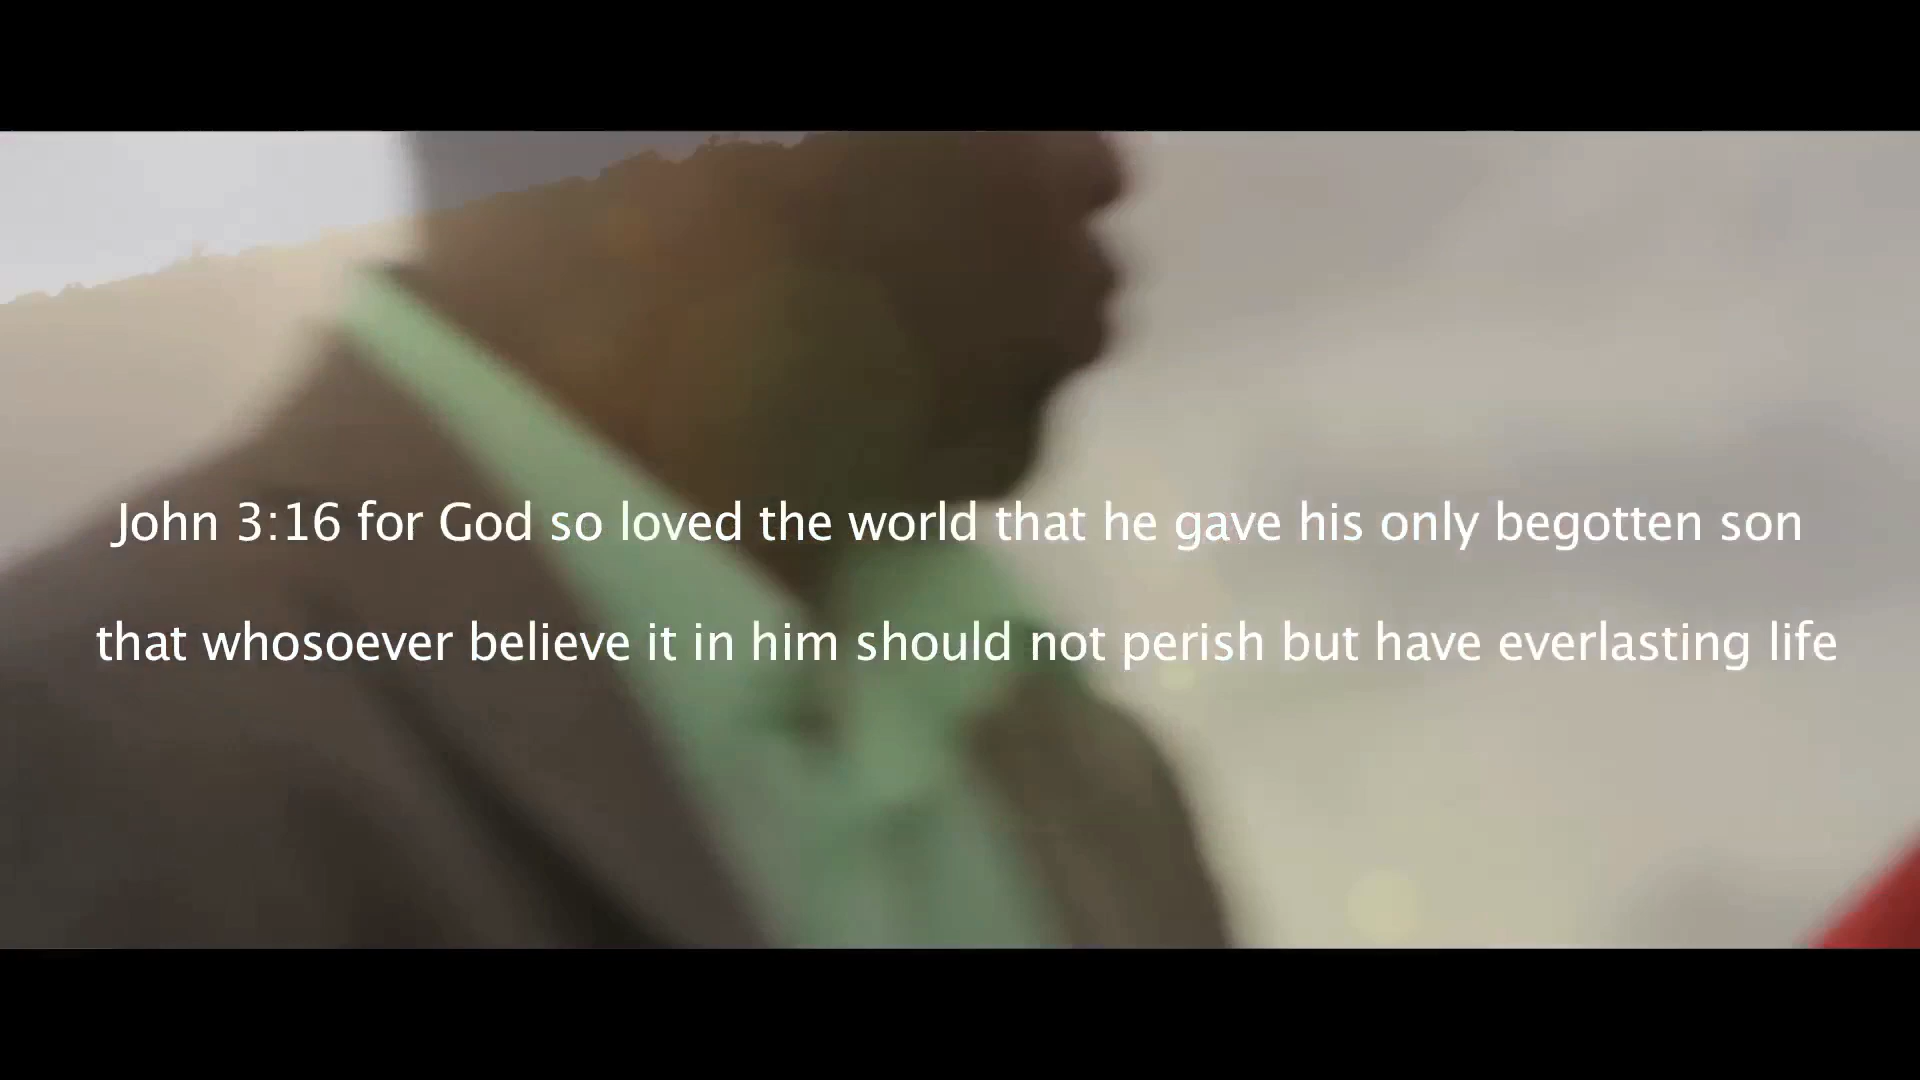 John 3:16 for God so loved the world that he gave his only begotten son
that whosoever believe it in him should not perish but have everlasting life